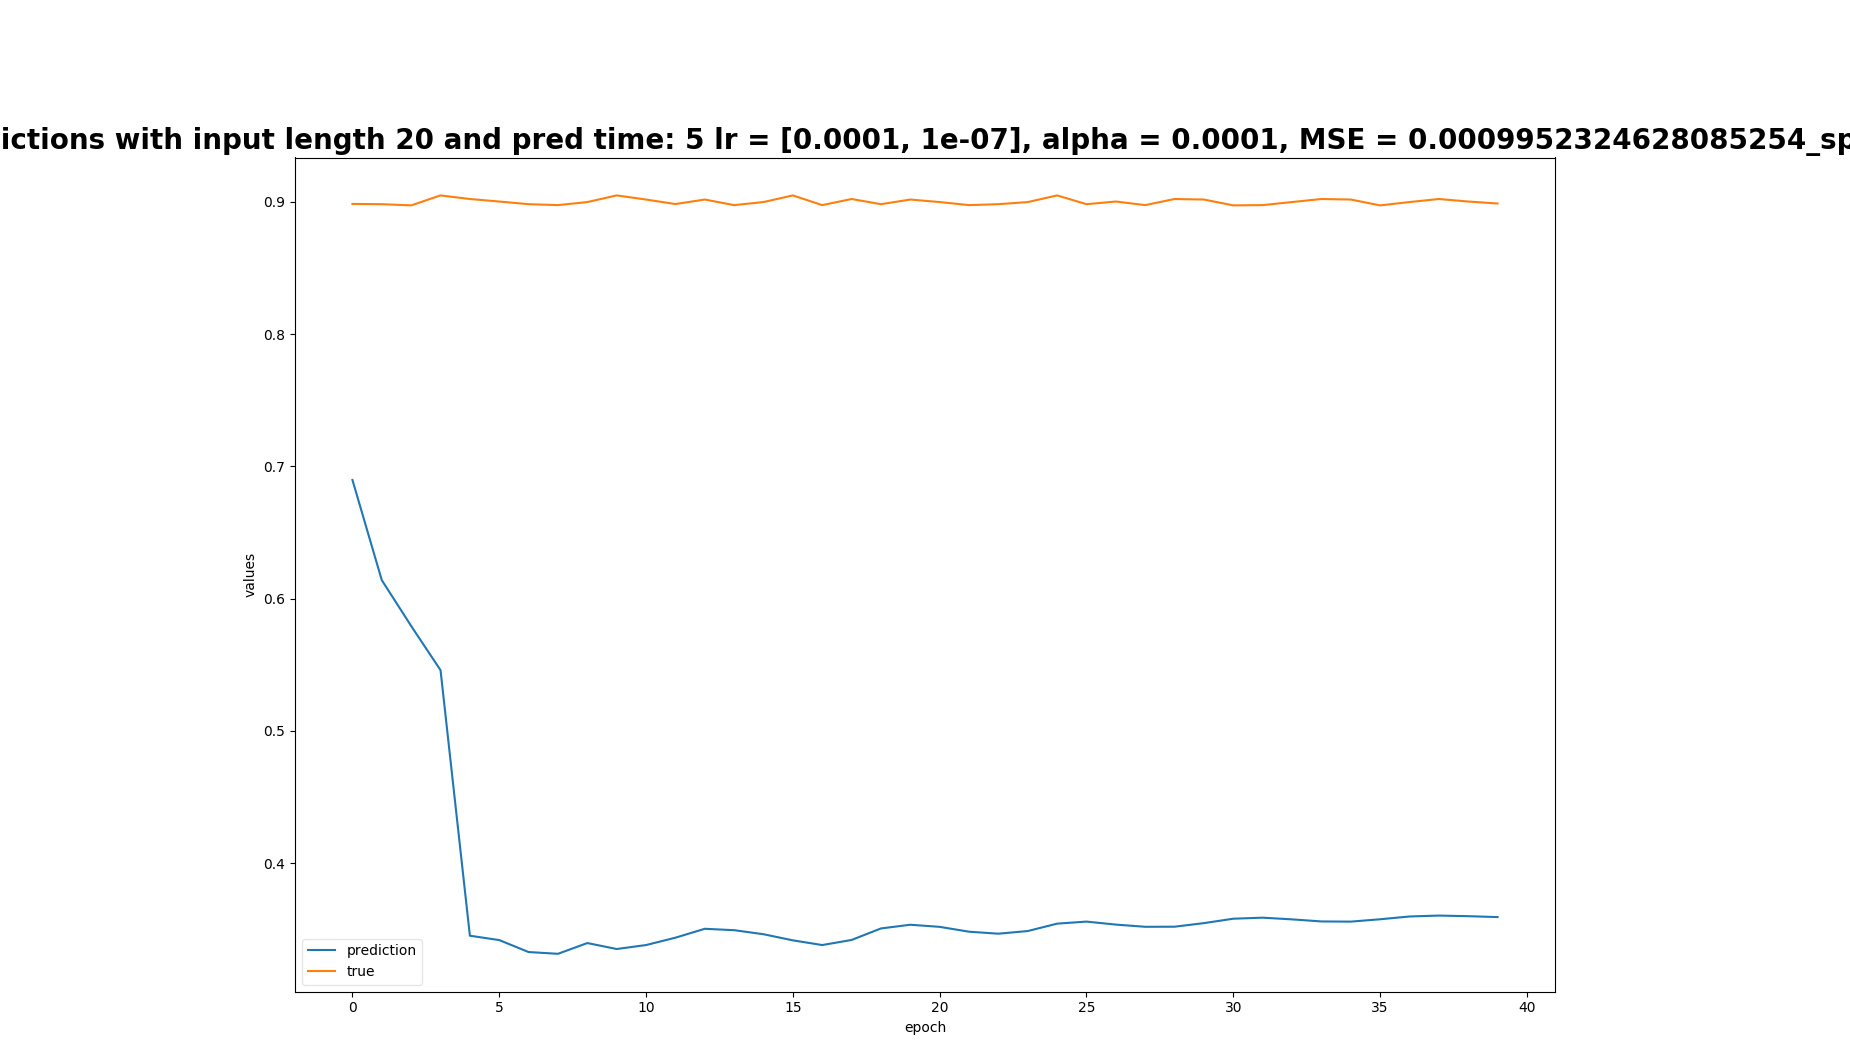 ictions with input length 20 and pred time: 5 lr = [0.0001, 1e-07], alpha = 0.0001, MSE = 0.0009952324628085254_sp
0.9
0.8
0.7
0.6
0.5
0.4
values
prediction
true
0 5 10 15 20 25 30 35 40
epoch